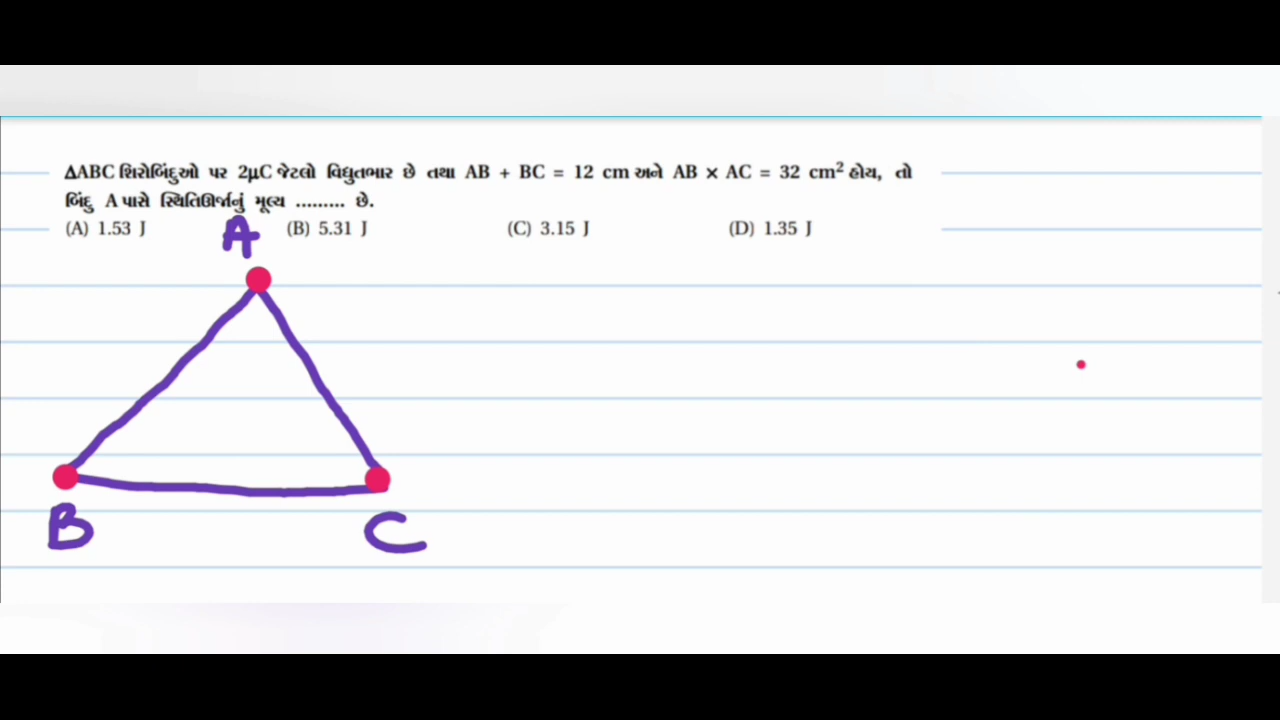 ΔABC શિરોબિંદુઓ પર 2μC જેટલો વિદ્યુતભાર છે તથા AB + BC = 12 cm અને AB × AC = 32 cm² હોય, તો
બિંદુ A પાસે સ્થિતિઊર્જાનું મૂલ્ય ......... છે.
(A) 1.53 J (B) 5.31 J (C) 3.15 J (D) 1.35 J
A
B C